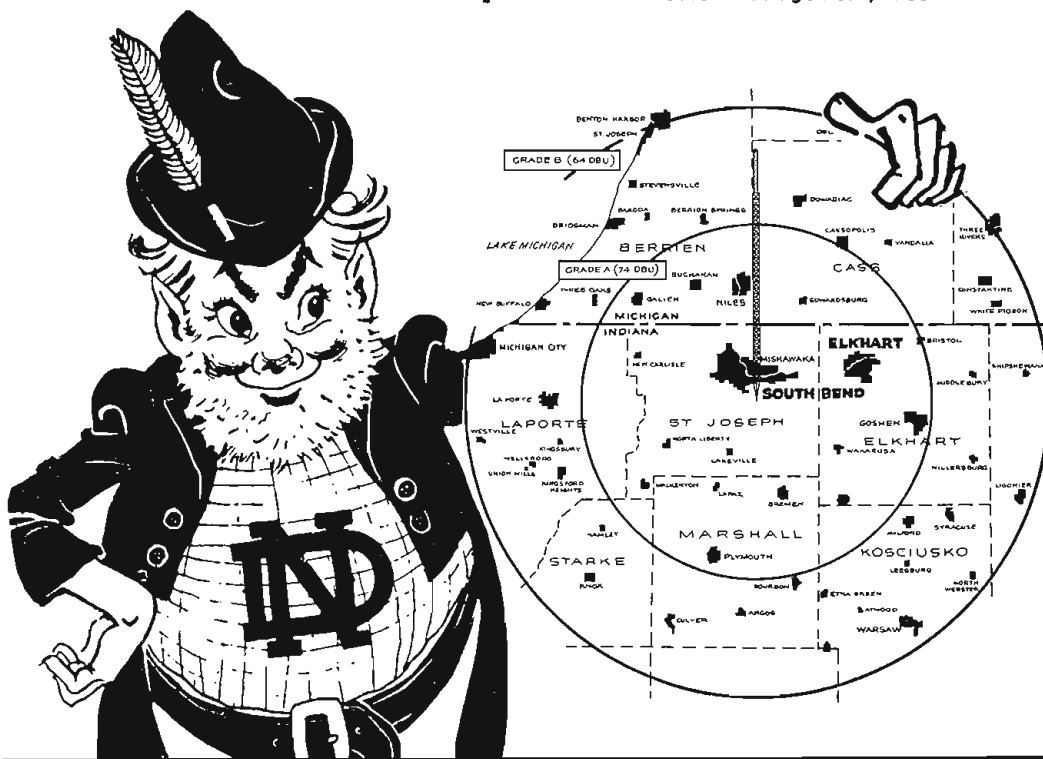 BENTON HARBOR
ST. JOSEPH
GRADE B (64 DBU)
STEVENSVILLE
DOWAGIAC
BARODA
BERRIEN SPRINGS
BRIDGMAN
CASSOPOLIS
VANDALIA
THREE RIVERS
LAKE MICHIGAN
BERRIEN
CASS
GRADE A (74 DBU)
BUCHANAN
CONSTANTINE
THREE OAKS
GALIEN
NILES
EDWARDSBURG
NEW BUFFALO
WHITE PIGEON
MICHIGAN
INDIANA
MICHIGAN CITY
ELKHART
BRISTOL
NEW CARLISLE
MISHAWAKA
MIDDLEBURY
SHIPSHEWANA
SOUTH BEND
LA PORTE
LAPORTE
ST JOSEPH
GOSHEN
WESTVILLE
KINGSBURY
NORTH LIBERTY
ELKHART
WAKARUSA
LAKEVILLE
WELLSBORO
UNION MILLS
MILLERSBURG
KINGSFORD
HEIGHTS
WALKERTON
LAPAZ
BREMEN
LIGONIER
HAMLET
MARSHALL
MILFORD
SYRACUSE
STARKE
PLYMOUTH
KOSCIUSKO
LEESBURG
KNOX
BOURBON
NORTH
WEBSTER
ETNA GREEN
CULVER
ARGOS
ATWOOD
WARSAW
ND